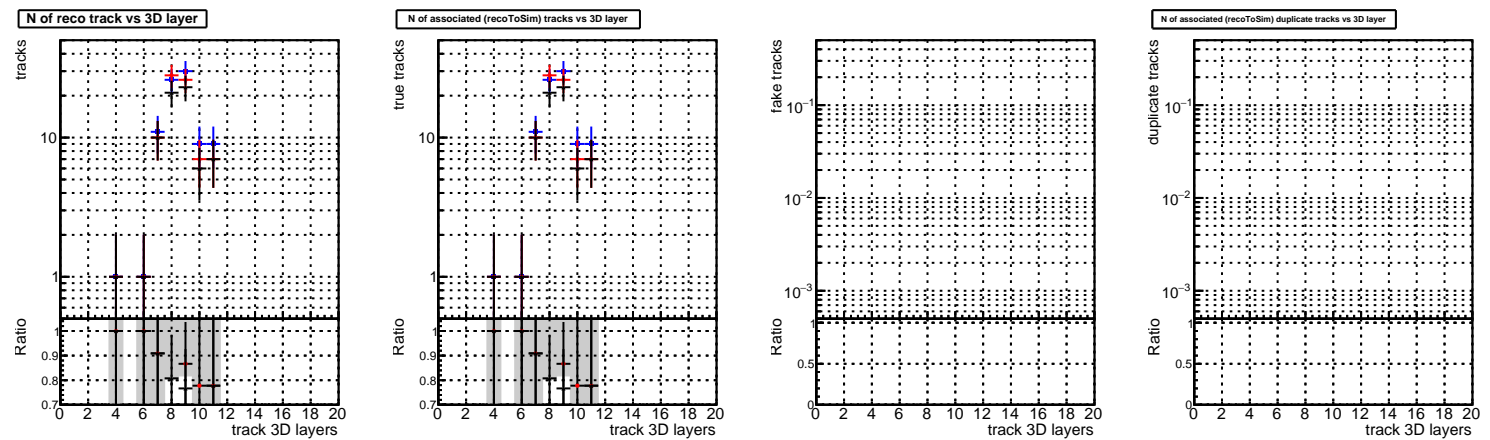 N of reco track vs 3D layer
tracks
10
1
Ratio
1
0.9
0.8
0.7
0 2 4 6 8 10 12 14 16 18 20
track 3D layers
N of associated (recoToSim) tracks vs 3D layer
true tracks
10
1
Ratio
1
0.9
0.8
0.7
0 2 4 6 8 10 12 14 16 18 20
track 3D layers
fake tracks
10−1
10−2
10−3
Ratio
1
0.5
0
0 2 4 6 8 10 12 14 16 18 20
track 3D layers
N of associated (recoToSim) duplicate tracks vs 3D layer
duplicate tracks
10−1
10−2
10−3
Ratio
1
0.5
0
0 2 4 6 8 10 12 14 16 18 20
track 3D layers